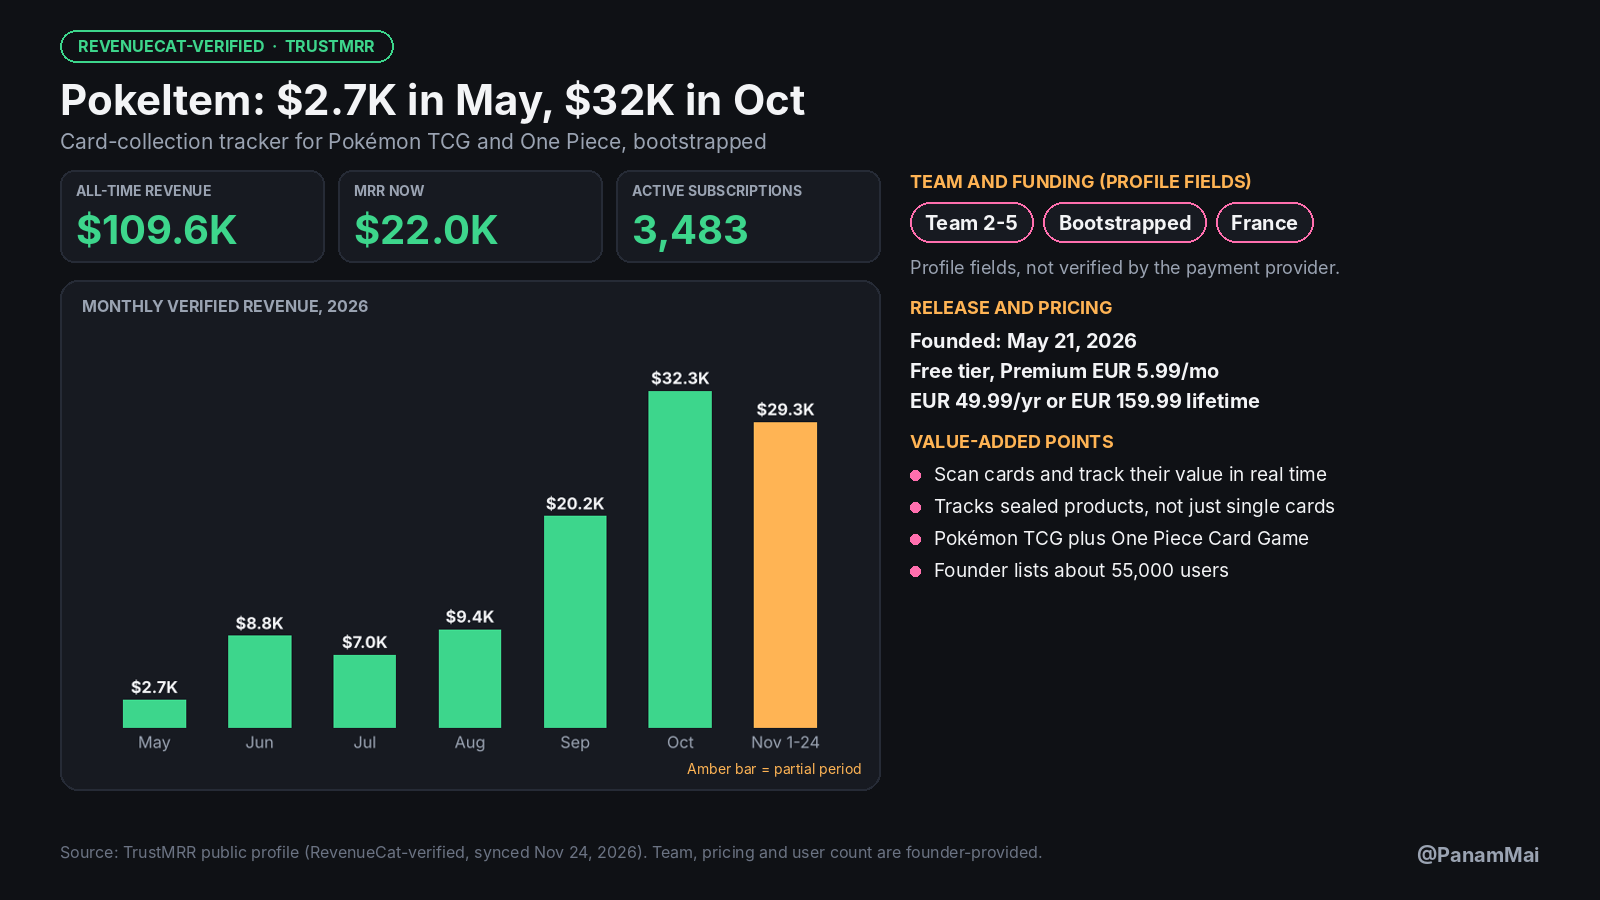 REVENUECAT-VERIFIED · TRUSTMRR
PokeItem: $2.7K in May, $32K in Oct
Card-collection tracker for Pokémon TCG and One Piece, bootstrapped
ALL-TIME REVENUE
$109.6K
MRR NOW
$22.0K
ACTIVE SUBSCRIPTIONS
3,483
MONTHLY VERIFIED REVENUE, 2026
$2.7K
$8.8K
$7.0K
$9.4K
$20.2K
$32.3K
$29.3K
May
Jun
Jul
Aug
Sep
Oct
Nov 1-24
Amber bar = partial period
TEAM AND FUNDING (PROFILE FIELDS)
Team 2-5
Bootstrapped
France
Profile fields, not verified by the payment provider.
RELEASE AND PRICING
Founded: May 21, 2026
Free tier, Premium EUR 5.99/mo
EUR 49.99/yr or EUR 159.99 lifetime
VALUE-ADDED POINTS
Scan cards and track their value in real time
Tracks sealed products, not just single cards
Pokémon TCG plus One Piece Card Game
Founder lists about 55,000 users
Source: TrustMRR public profile (RevenueCat-verified, synced Nov 24, 2026). Team, pricing and user count are founder-provided.
@PanamMai